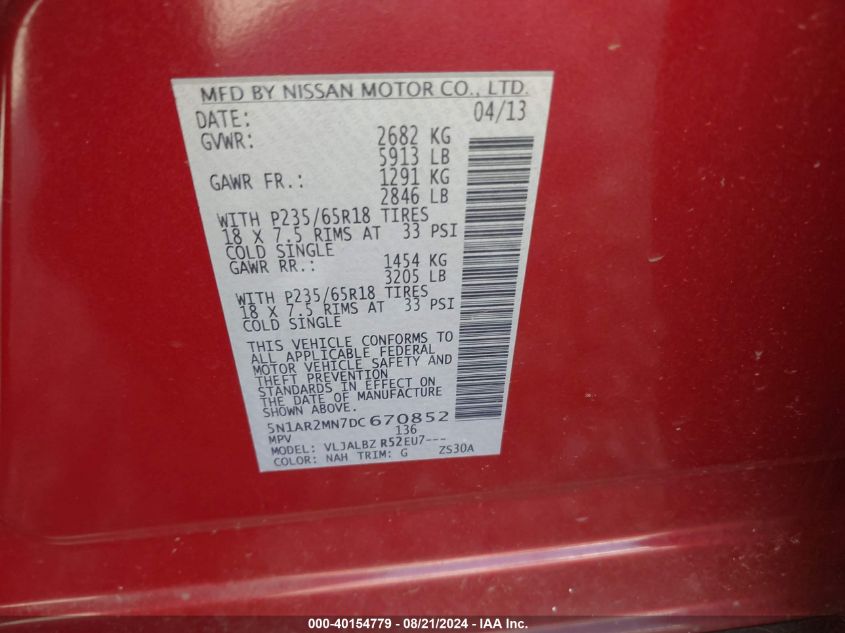 MFD BY NISSAN MOTOR CO., LTD.
DATE: 04/13
GVWR: 2682 KG
5913 LB
GAWR FR.: 1291 KG
2846 LB
WITH P235/65R18 TIRES
18 X 7.5 RIMS AT 33 PSI
COLD SINGLE
GAWR RR.: 1454 KG
3205 LB
WITH P235/65R18 TIRES
18 X 7.5 RIMS AT 33 PSI
COLD SINGLE
THIS VEHICLE CONFORMS TO
ALL APPLICABLE FEDERAL
MOTOR VEHICLE SAFETY AND
THEFT PREVENTION
STANDARDS IN EFFECT ON
THE DATE OF MANUFACTURE
SHOWN ABOVE.
5N1AR2MN7DC670852
MPV 136
MODEL: VLJALBZ R52EU7---
COLOR: NAH TRIM: G ZS30A
000-40154779 - 08/21/2024 - IAA Inc.